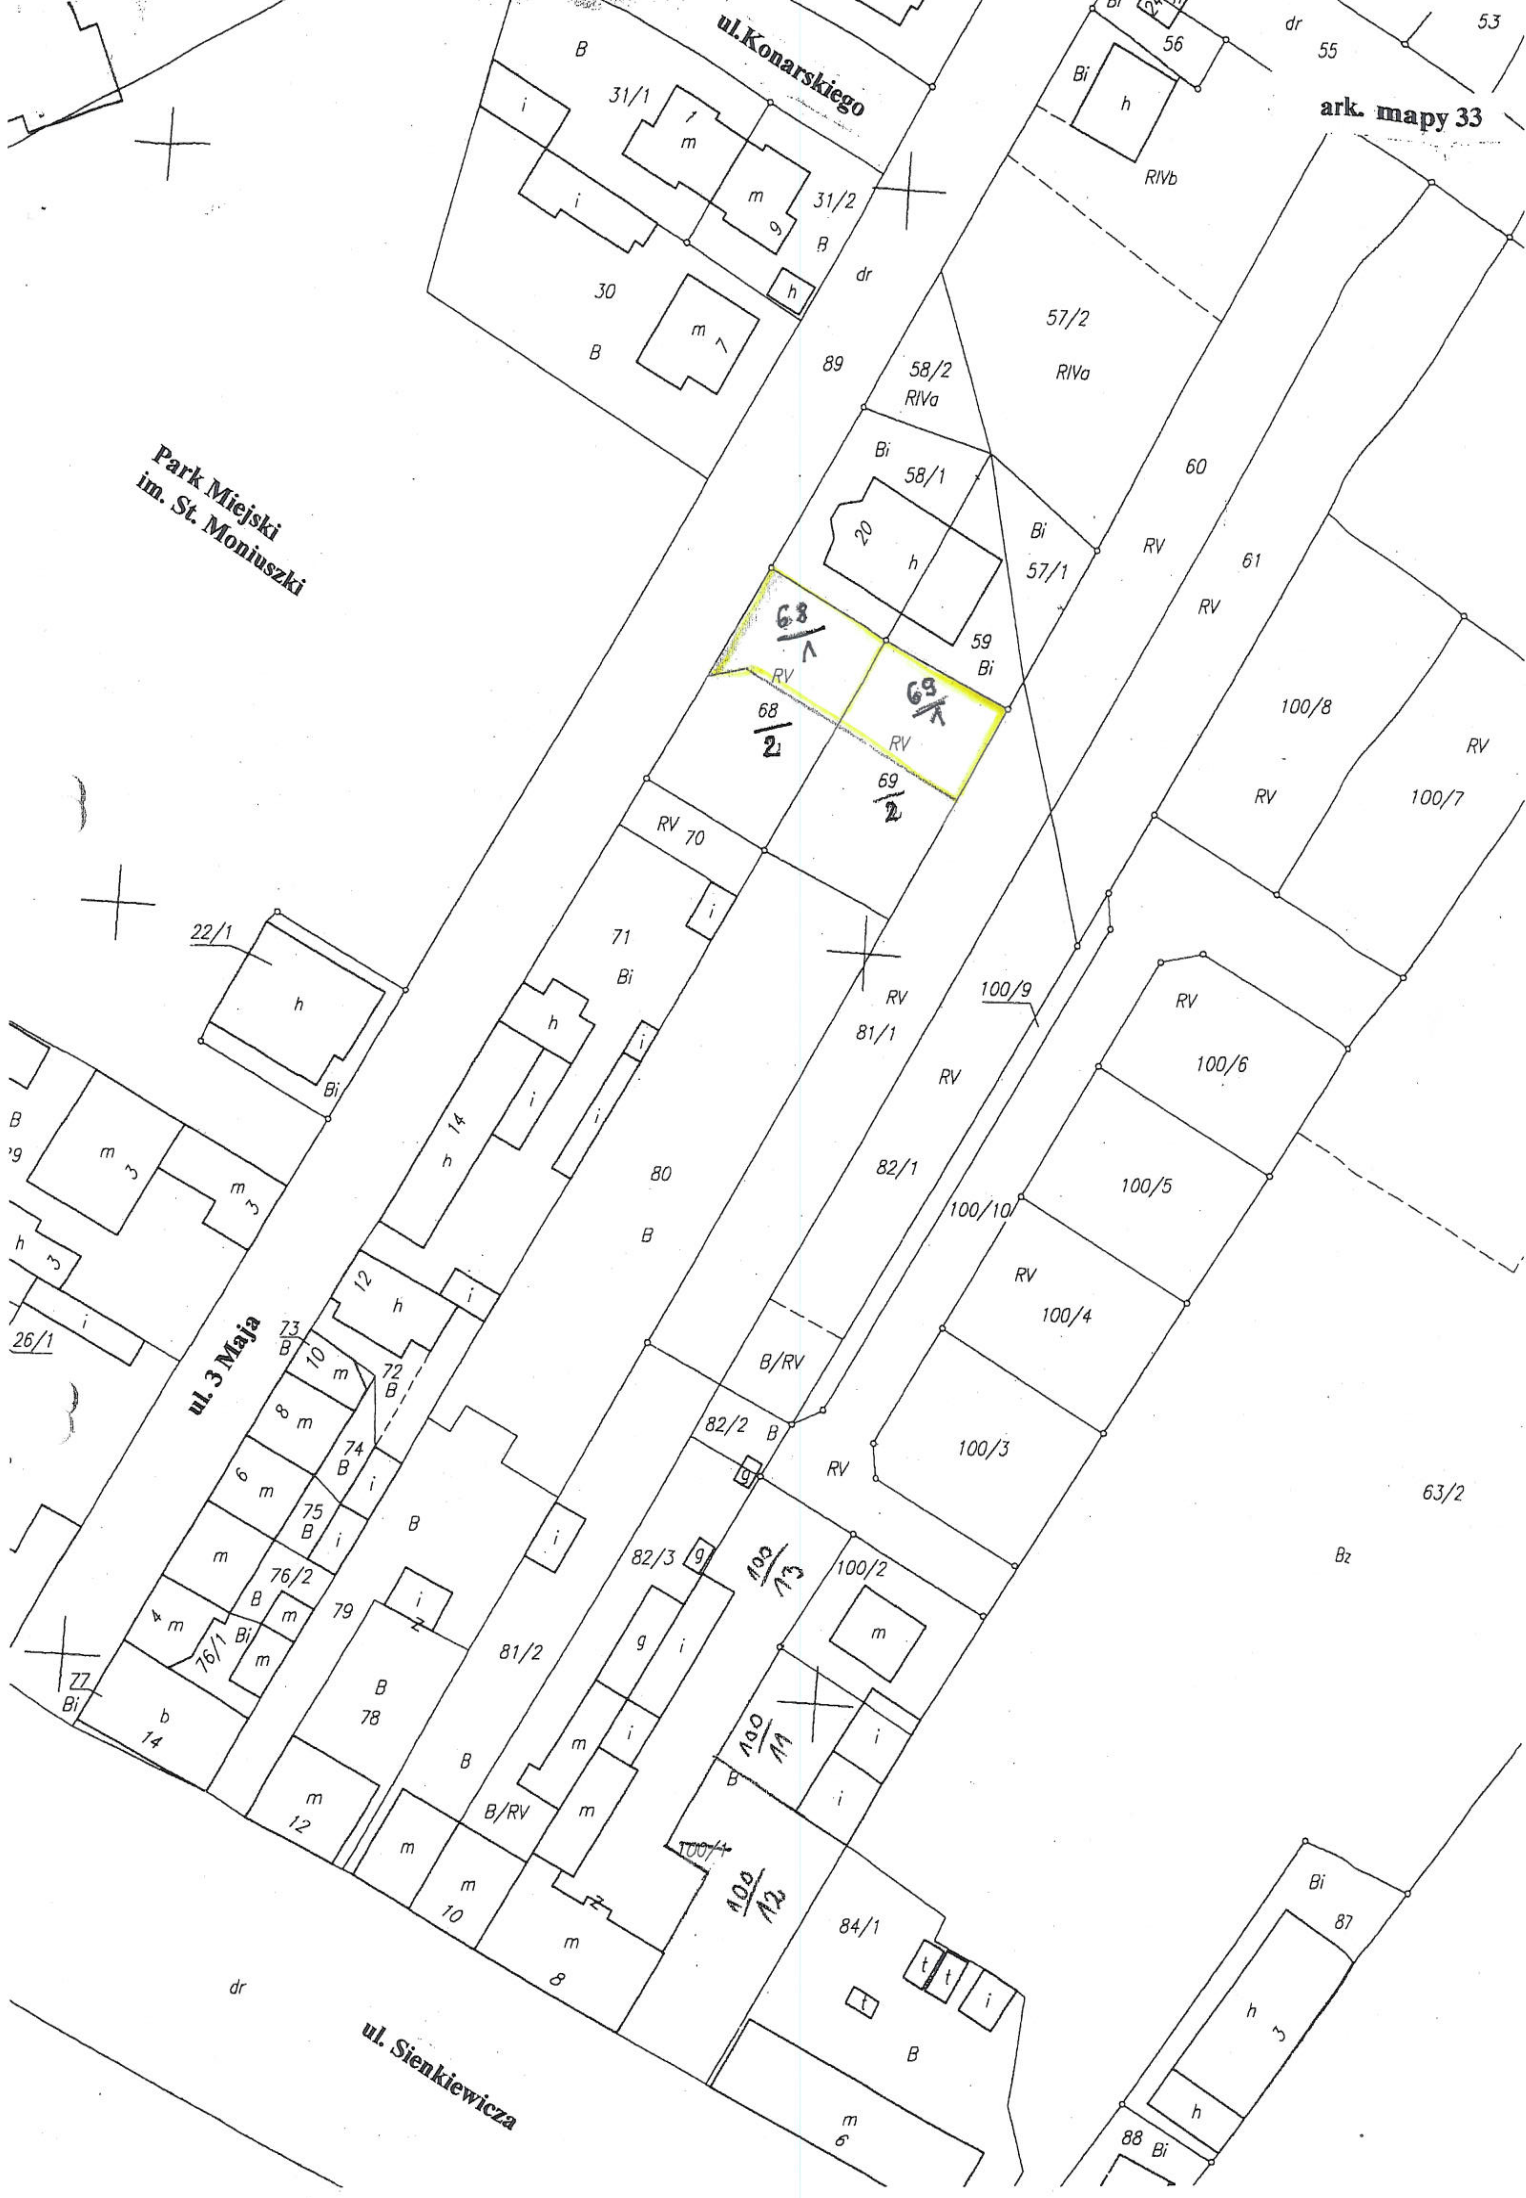 ul.Konarskiego
ark. mapy 33
53
dr
55
56
Bi
Bi
h
RIVb
B
31/1
i
1
m
i
m
9
31/2
B
h
dr
30
B
m
7
89
57/2
RIVa
58/2
RIVa
Park Miejski
im. St. Moniuszki
Bi
58/1
20
h
Bi
57/1
59
Bi
60
RV
61
RV
68/1
RV
69/1
RV
68/2
69/2
100/8
RV
RV
100/7
RV 70
i
71
Bi
22/1
h
Bi
h
i
i
i
14
h
RV
81/1
100/9
RV
RV
100/6
82/1
100/5
100/10
80
B
B
m
3
m
3
h
3
i
26/1
ul. 3 Maja
12
h
i
73
B
10
m
72
B
8
m
74
B
i
6
m
75
B
i
m
76/2
B
m
4
m
76/1
Bi
m
77
Bi
b
14
79
B
i
z
B
78
m
12
i
81/2
B
B/RV
82/2
B
g
RV
RV
100/4
100/3
63/2
Bz
82/3
g
100/13
100/2
m
g
i
m
i
100/11
i
i
B
B/RV
m
m
m
10
100/1
100/12
z
m
8
84/1
t
t
i
t
B
m
6
Bi
87
h
3
h
88
Bi
dr
ul. Sienkiewicza